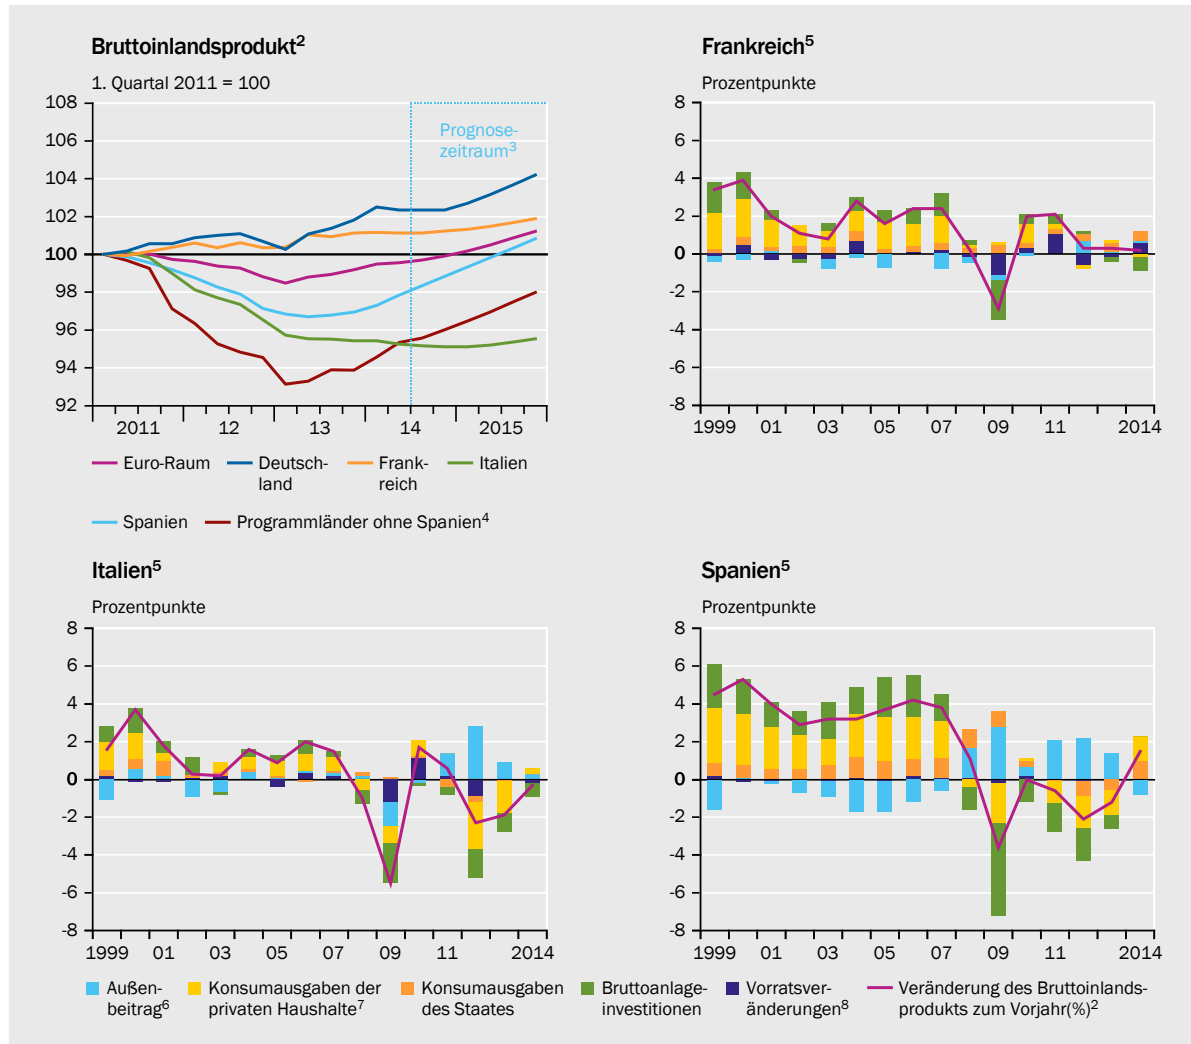 Bruttoinlandsprodukt²
1. Quartal 2011 = 100
108
106
104
102
100
98
96
94
92
Prognose-
zeitraum³
2011 12 13 14 2015
Euro-Raum Deutsch- Frank- Italien
land reich
Spanien Programmländer ohne Spanien⁴
Frankreich⁵
Prozentpunkte
8
6
4
2
0
-2
-4
-6
-8
1999 01 03 05 07 09 11 2014
Italien⁵
Prozentpunkte
8
6
4
2
0
-2
-4
-6
-8
1999 01 03 05 07 09 11 2014
Spanien⁵
Prozentpunkte
8
6
4
2
0
-2
-4
-6
-8
1999 01 03 05 07 09 11 2014
Außen- Konsumausgaben der Konsumausgaben Bruttoanlage- Vorratsver- Veränderung des Bruttoinlands-
beitrag⁶ privaten Haushalte⁷ des Staates investitionen änderungen⁸ produkts zum Vorjahr(%)²